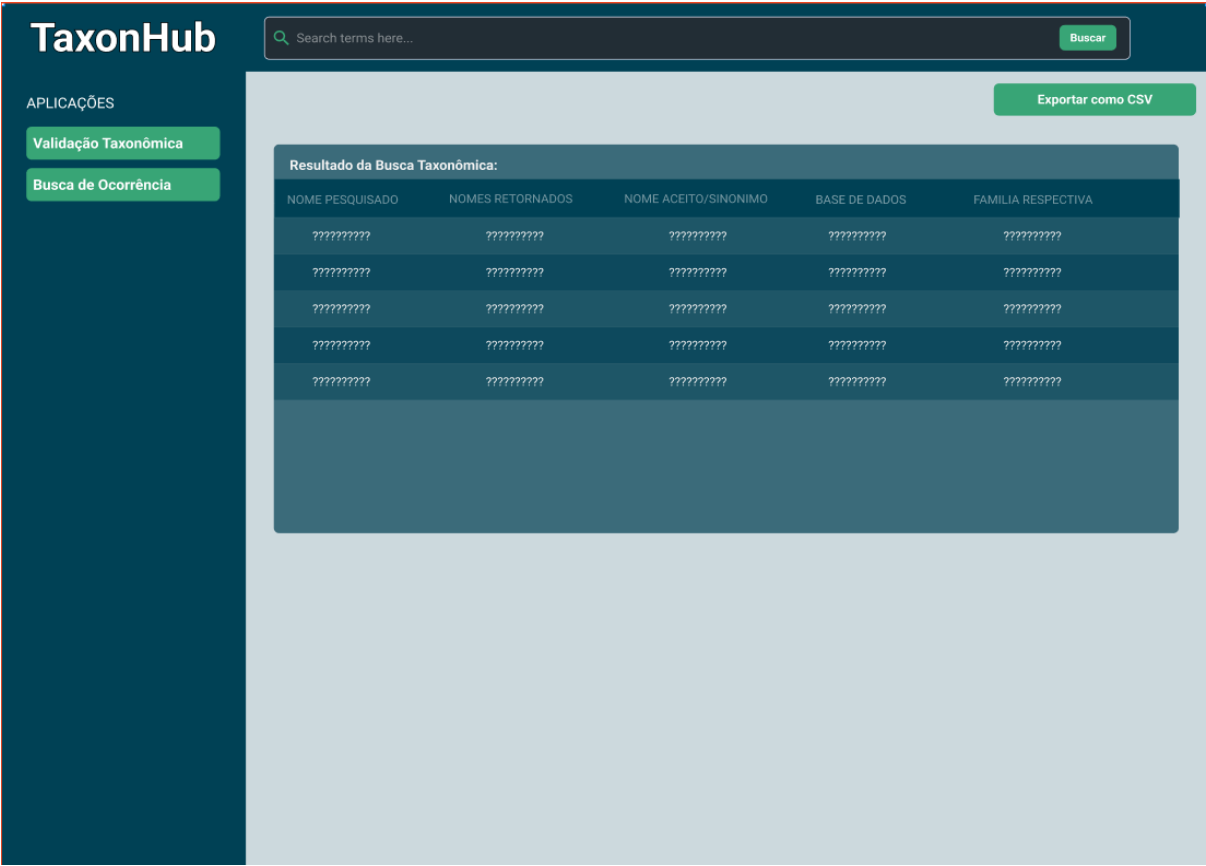 TaxonHub
Search terms here...
Buscar
APLICAÇÕES
Validação Taxonômica
Busca de Ocorrência
Exportar como CSV
Resultado da Busca Taxonômica:
NOME PESQUISADO NOMES RETORNADOS NOME ACEITO/SINONIMO BASE DE DADOS FAMILIA RESPECTIVA
?????????? ?????????? ?????????? ?????????? ??????????
?????????? ?????????? ?????????? ?????????? ??????????
?????????? ?????????? ?????????? ?????????? ??????????
?????????? ?????????? ?????????? ?????????? ??????????
?????????? ?????????? ?????????? ?????????? ??????????